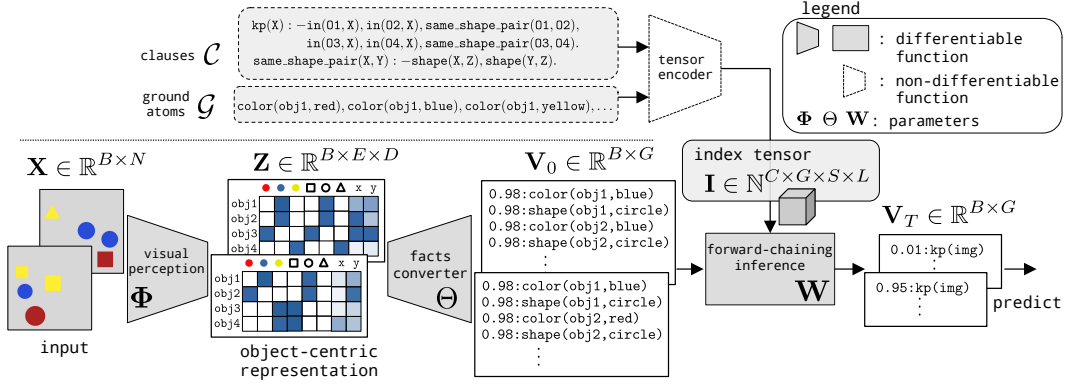 clauses 𝒞
kp(X):-in(O1,X),in(O2,X),same_shape_pair(O1,O2),
in(O3,X),in(O4,X),same_shape_pair(O3,O4).
same_shape_pair(X,Y):-shape(X,Z),shape(Y,Z).
ground
atoms 𝒢
color(obj1,red),color(obj1,blue),color(obj1,yellow),...
tensor
encoder
legend
: differentiable
function
: non-differentiable
function
Φ Θ W: parameters
X ∈ ℝ^{B×N}
Z ∈ ℝ^{B×E×D}
V_0 ∈ ℝ^{B×G}
index tensor
I ∈ ℕ^{C×G×S×L}
V_T ∈ ℝ^{B×G}
input
visual
perception
Φ
x y
obj1
obj2
obj3
obj4
x y
obj1
obj2
obj3
obj4
object-centric
representation
facts
converter
Θ
0.98:color(obj1,blue)
0.98:shape(obj1,circle)
0.98:color(obj2,blue)
0.98:shape(obj2,circle)
⋮
0.98:color(obj1,blue)
0.98:shape(obj1,circle)
0.98:color(obj2,red)
0.98:shape(obj2,circle)
⋮
forward-chaining
inference
W
0.01:kp(img)
⋮
0.95:kp(img)
⋮
predict